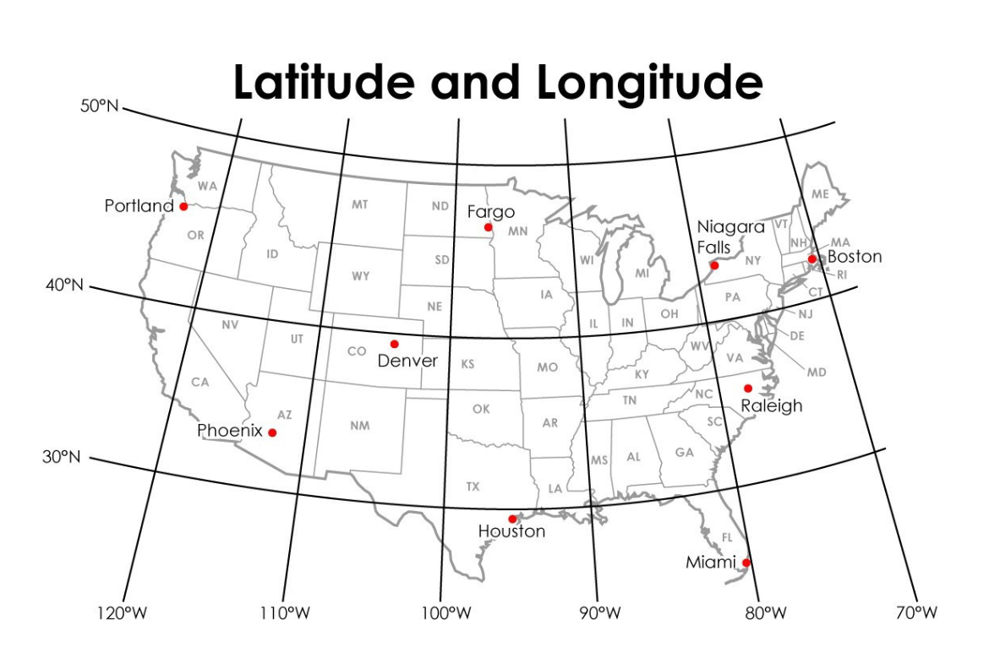 Latitude and Longitude
50°N
WA
ME
Portland
MT
ND
Fargo
MN
VT
Niagara
Falls
OR
ID
NH
MA
SD
WI
NY
Boston
WY
MI
RI
40°N
IA
PA
CT
NE
OH
NJ
NV
IL
IN
UT
CO
DE
Denver
KS
MO
WV
VA
KY
MD
CA
TN
NC
OK
Raleigh
AZ
NM
AR
SC
Phoenix
30°N
MS
AL
GA
TX
LA
Houston
FL
Miami
120°W
110°W
100°W
90°W
80°W
70°W